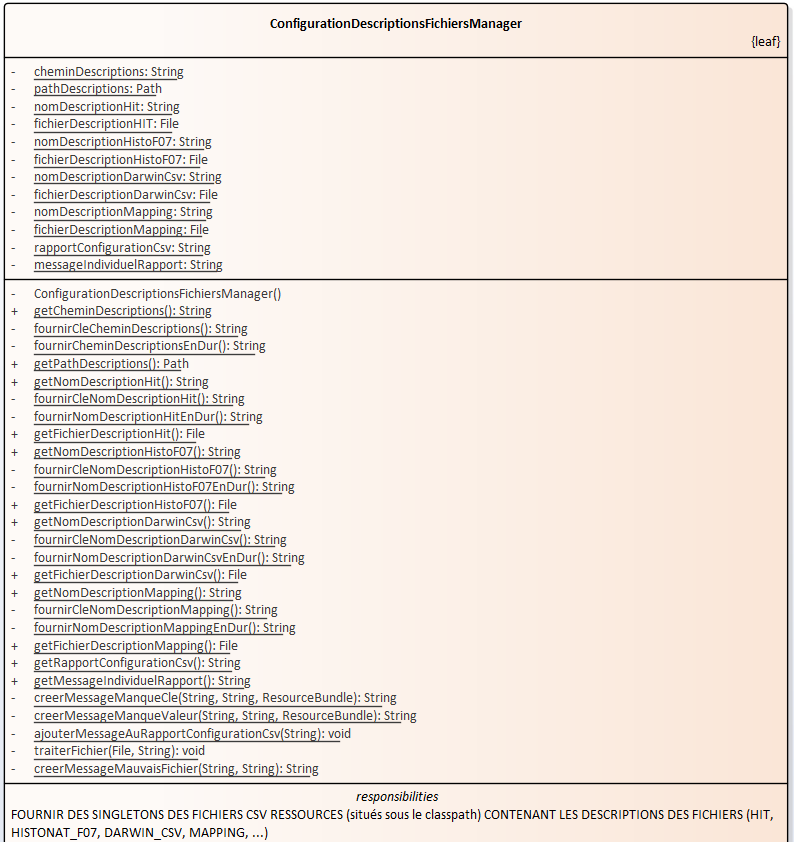 ConfigurationDescriptionsFichiersManager
{leaf}
- cheminDescriptions: String
- pathDescriptions: Path
- nomDescriptionHit: String
- fichierDescriptionHIT: File
- nomDescriptionHistoF07: String
- fichierDescriptionHistoF07: File
- nomDescriptionDarwinCsv: String
- fichierDescriptionDarwinCsv: File
- nomDescriptionMapping: String
- fichierDescriptionMapping: File
- rapportConfigurationCsv: String
- messageIndividuelRapport: String
- ConfigurationDescriptionsFichiersManager()
+ getCheminDescriptions(): String
- fournirCleCheminDescriptions(): String
- fournirCheminDescriptionsEnDur(): String
+ getPathDescriptions(): Path
+ getNomDescriptionHit(): String
- fournirCleNomDescriptionHit(): String
- fournirNomDescriptionHitEnDur(): String
+ getFichierDescriptionHit(): File
+ getNomDescriptionHistoF07(): String
- fournirCleNomDescriptionHistoF07(): String
- fournirNomDescriptionHistoF07EnDur(): String
+ getFichierDescriptionHistoF07(): File
+ getNomDescriptionDarwinCsv(): String
- fournirCleNomDescriptionDarwinCsv(): String
- fournirNomDescriptionDarwinCsvEnDur(): String
+ getFichierDescriptionDarwinCsv(): File
+ getNomDescriptionMapping(): String
- fournirCleNomDescriptionMapping(): String
- fournirNomDescriptionMappingEnDur(): String
+ getFichierDescriptionMapping(): File
+ getRapportConfigurationCsv(): String
+ getMessageIndividuelRapport(): String
- creerMessageManqueCle(String, String, ResourceBundle): String
- creerMessageManqueValeur(String, String, ResourceBundle): String
- ajouterMessageAuRapportConfigurationCsv(String): void
- traiterFichier(File, String): void
- creerMessageMauvaisFichier(String, String): String
responsibilities
FOURNIR DES SINGLETONS DES FICHIERS CSV RESSOURCES (situés sous le classpath) CONTENANT LES DESCRIPTIONS DES FICHIERS (HIT,
HISTONAT_F07, DARWIN_CSV, MAPPING, ...)